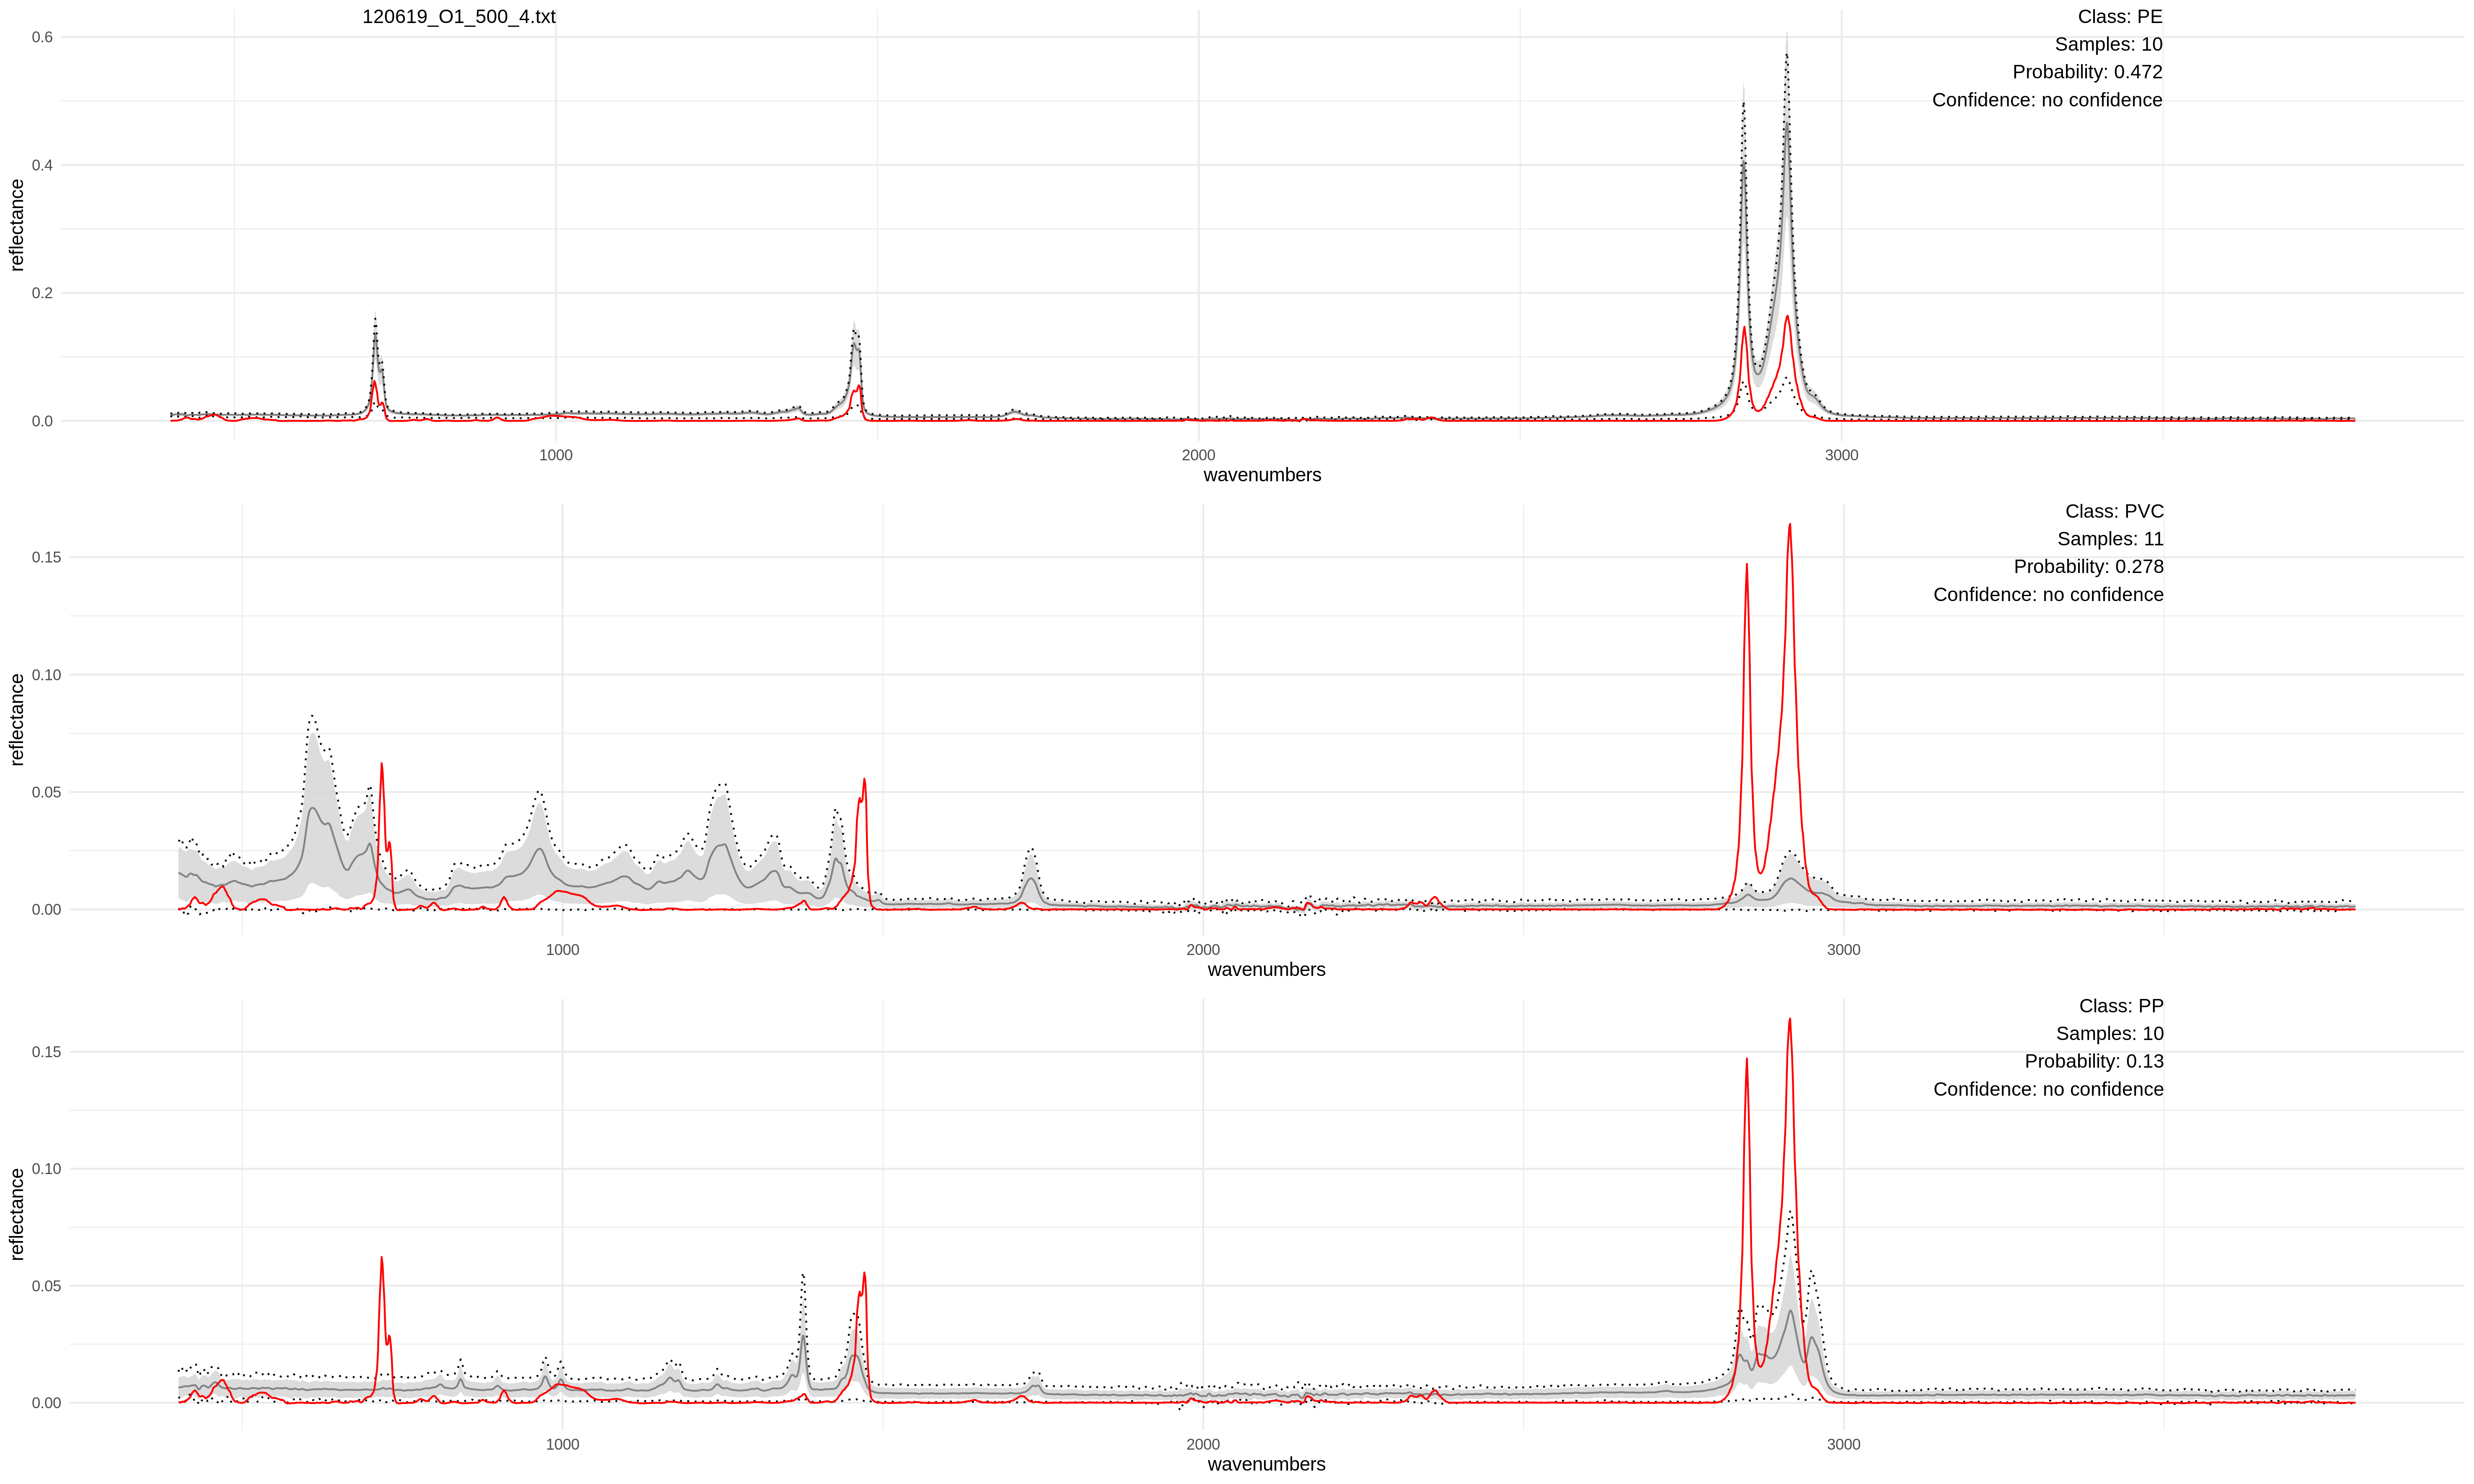 120619_O1_500_4.txt
Class: PE
Samples: 10
Probability: 0.472
Confidence: no confidence
0.6
0.4
0.2
0.0
reflectance
1000 2000 3000
wavenumbers
Class: PVC
Samples: 11
Probability: 0.278
Confidence: no confidence
0.15
0.10
0.05
0.00
reflectance
1000 2000 3000
wavenumbers
Class: PP
Samples: 10
Probability: 0.13
Confidence: no confidence
0.15
0.10
0.05
0.00
reflectance
1000 2000 3000
wavenumbers